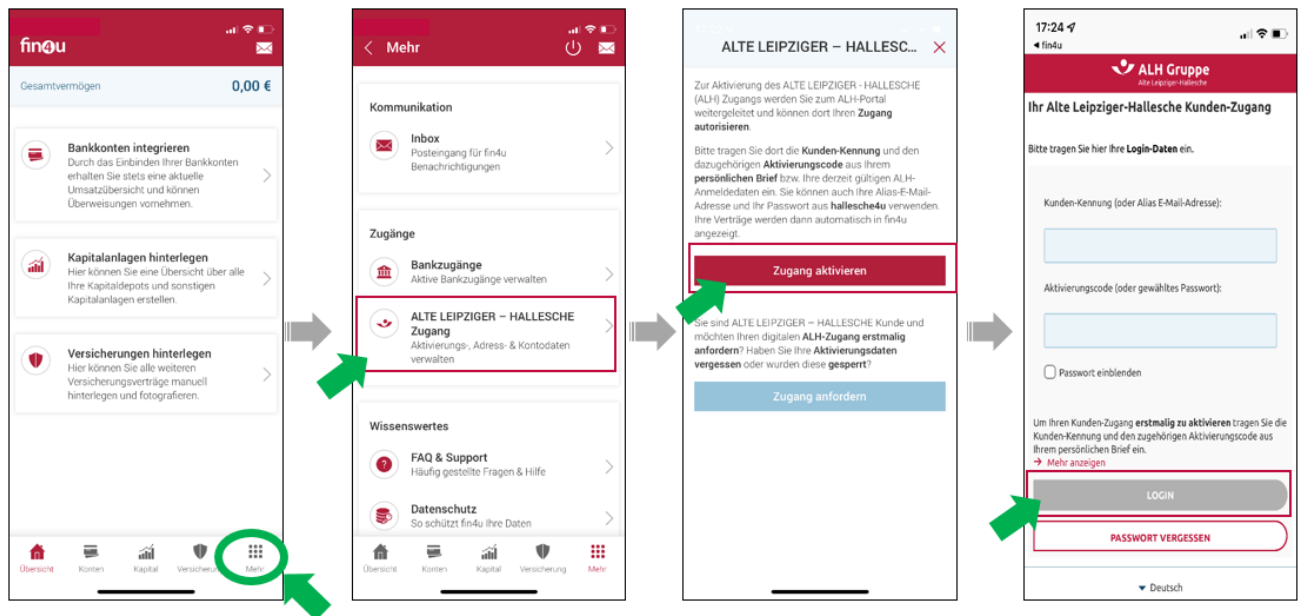 fin4u
Gesamtvermögen
0,00 €
Bankkonten integrieren
Durch das Einbinden Ihrer Bankkonten
erhalten Sie stets eine aktuelle
Umsatzübersicht und können
Überweisungen vornehmen.
Kapitalanlagen hinterlegen
Hier können Sie eine Übersicht über alle
Ihre Kapitaldepots und sonstigen
Kapitalanlagen erstellen.
Versicherungen hinterlegen
Hier können Sie alle weiteren
Versicherungsverträge manuell
hinterlegen und fotografieren.
Übersicht
Konten
Kapital
Versicherung
Mehr
Mehr
Kommunikation
Inbox
Posteingang für fin4u
Benachrichtigungen
Zugänge
Bankzugänge
Aktive Bankzugänge verwalten
ALTE LEIPZIGER – HALLESCHE
Zugang
Aktivierungs-, Adress- & Kontodaten
verwalten
Wissenswertes
FAQ & Support
Häufig gestellte Fragen & Hilfe
Datenschutz
So schützt fin4u Ihre Daten
Übersicht
Konten
Kapital
Versicherung
Mehr
ALTE LEIPZIGER – HALLESC...
Zur Aktivierung des ALTE LEIPZIGER - HALLESCHE
(ALH) Zugangs werden Sie zum ALH-Portal
weitergeleitet und können dort Ihren Zugang
autorisieren.
Bitte tragen Sie dort die Kunden-Kennung und den
dazugehörigen Aktivierungscode aus Ihrem
persönlichen Brief bzw. Ihre derzeit gültigen ALH-
Anmeldedaten ein. Sie können auch Ihre Alias-E-Mail-
Adresse und Ihr Passwort aus hallesche4u verwenden.
Ihre Verträge werden dann automatisch in fin4u
angezeigt.
Zugang aktivieren
Sie sind ALTE LEIPZIGER – HALLESCHE Kunde und
möchten Ihren digitalen ALH-Zugang erstmalig
anfordern? Haben Sie Ihre Aktivierungsdaten
vergessen oder wurden diese gesperrt?
Zugang anfordern
17:24
fin4u
ALH Gruppe
Alte Leipziger-Hallesche
Ihr Alte Leipziger-Hallesche Kunden-Zugang
Bitte tragen Sie hier Ihre Login-Daten ein.
Kunden-Kennung (oder Alias E-Mail-Adresse):
Aktivierungscode (oder gewähltes Passwort):
Passwort einblenden
Um Ihren Kunden-Zugang erstmalig zu aktivieren tragen Sie die
Kunden-Kennung und den zugehörigen Aktivierungscode aus
Ihrem persönlichen Brief ein.
Mehr anzeigen
LOGIN
PASSWORT VERGESSEN
Deutsch